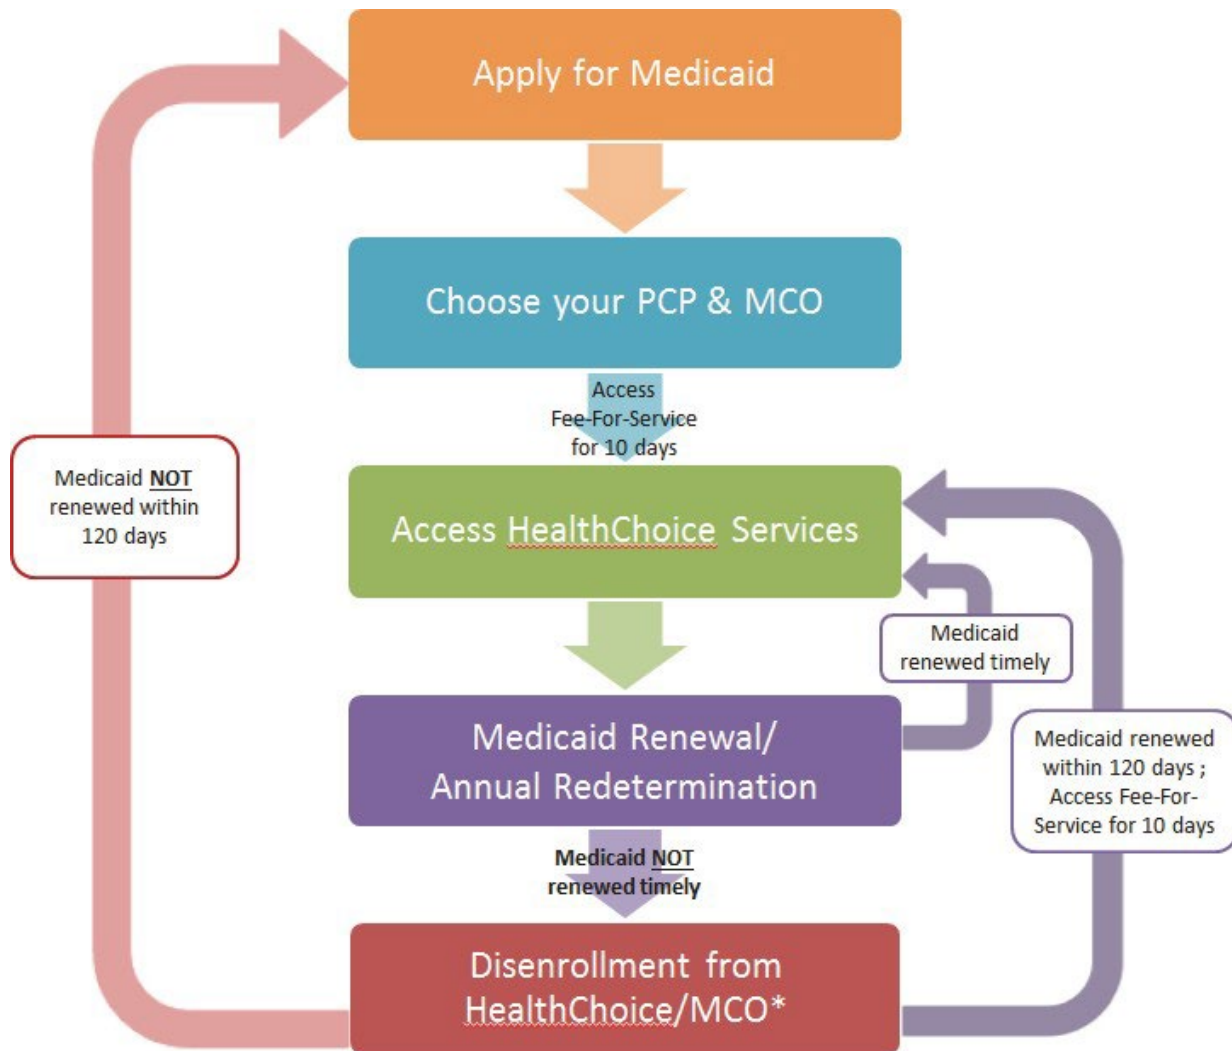 Apply for Medicaid
Choose your PCP & MCO
Access
Fee-For-Service
for 10 days
Medicaid NOT
renewed within
120 days
Access HealthChoice Services
Medicaid
renewed timely
Medicaid Renewal/
Annual Redetermination
Medicaid renewed
within 120 days ;
Access Fee-For-
Service for 10 days
Medicaid NOT
renewed timely
Disenrollment from
HealthChoice/MCO*